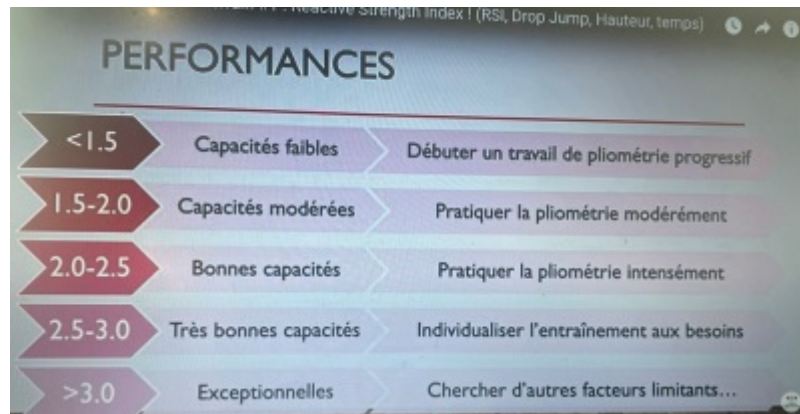 Reactive Strength Index ! (RSI, Drop Jump, Hauteur, temps)
PERFORMANCES
<1.5 Capacités faibles Débuter un travail de pliométrie progressif
1.5-2.0 Capacités modérées Pratiquer la pliométrie modérément
2.0-2.5 Bonnes capacités Pratiquer la pliométrie intensément
2.5-3.0 Très bonnes capacités Individualiser l'entraînement aux besoins
>3.0 Exceptionnelles Chercher d'autres facteurs limitants...